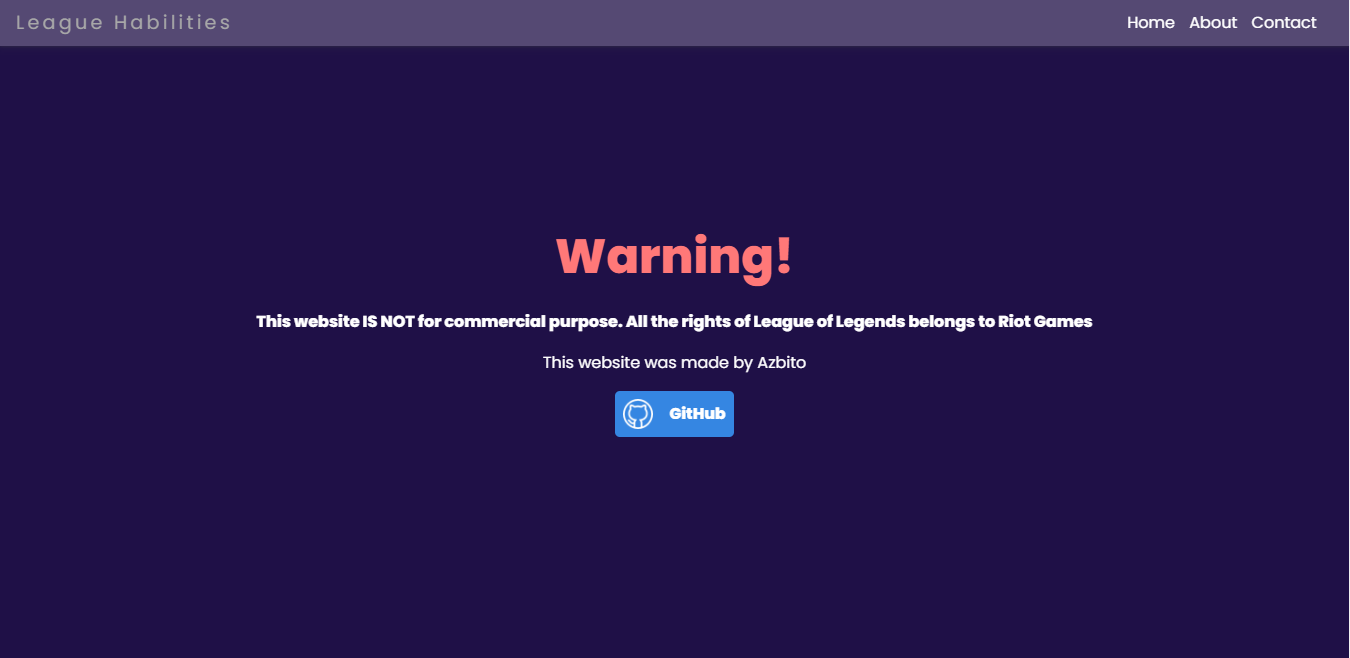 League Habilities
Home About Contact
Warning!
This website IS NOT for commercial purpose. All the rights of League of Legends belongs to Riot Games
This website was made by Azbito
GitHub